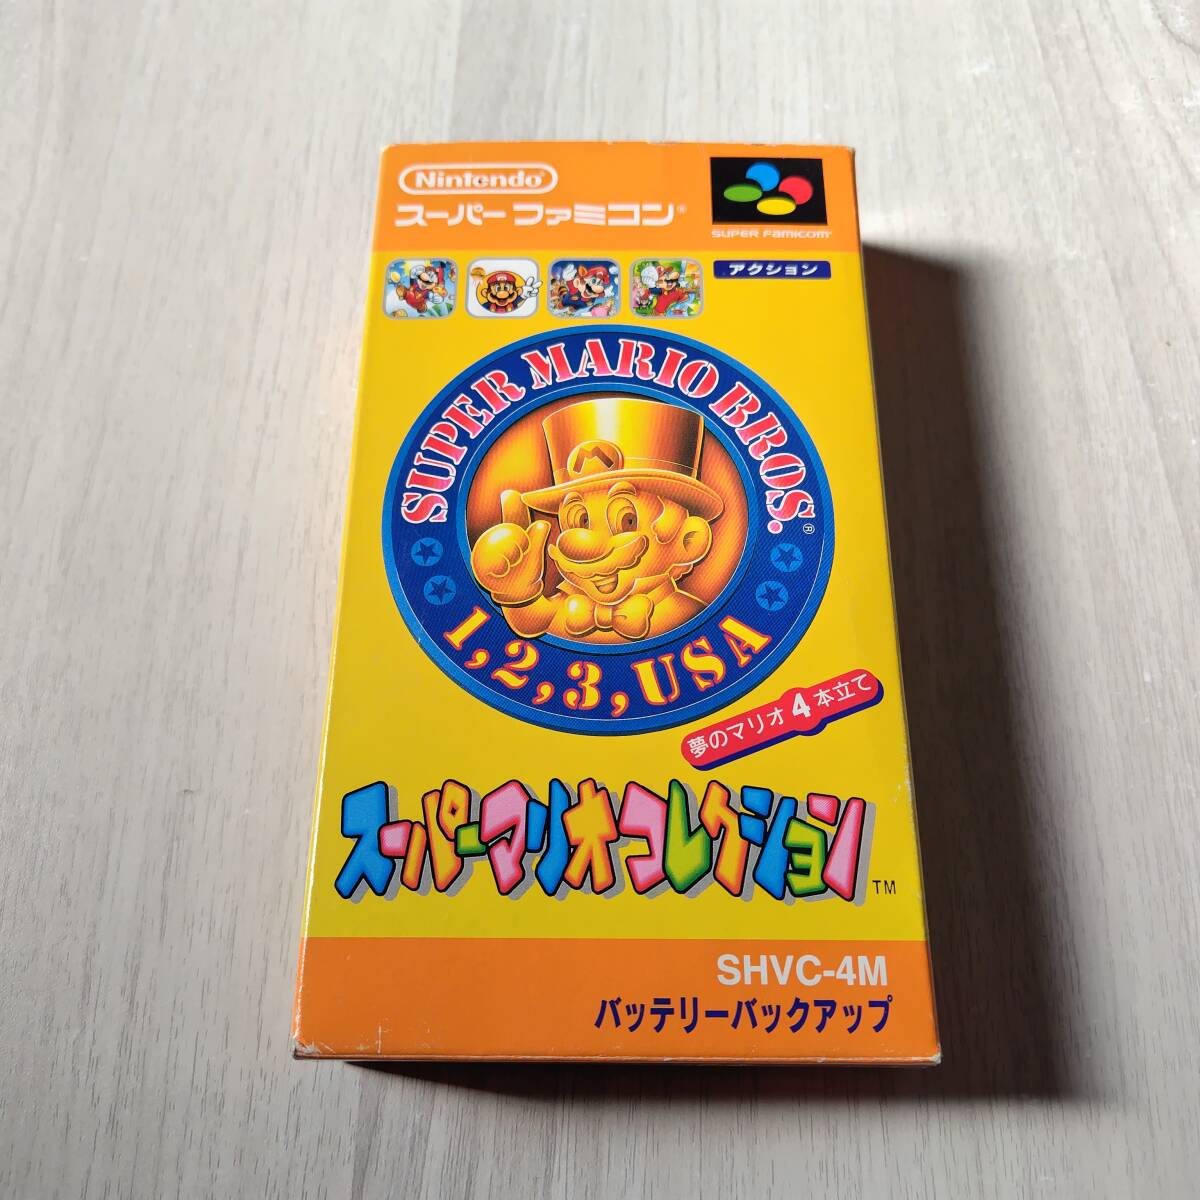 Nintendo
スーパーファミコン®
SUPER FAMICOM
アクション
SUPER MARIO BROS.®
1, 2, 3, USA
夢のマリオ4本立て
スーパーマリオコレクション TM
SHVC-4M
バッテリーバックアップ